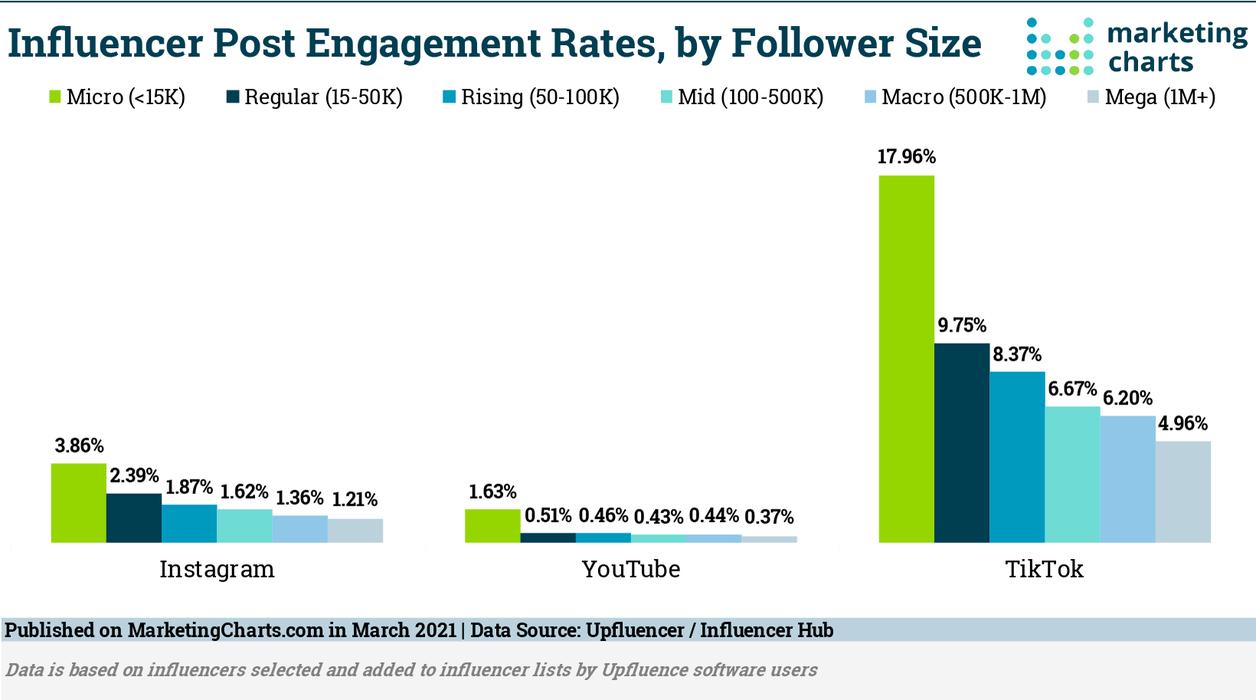 Influencer Post Engagement Rates, by Follower Size
marketing
charts
Micro (<15K) Regular (15-50K) Rising (50-100K) Mid (100-500K) Macro (500K-1M) Mega (1M+)
17.96%
9.75%
8.37%
6.67%
6.20%
4.96%
3.86%
2.39%
1.87%
1.62%
1.36%
1.21%
1.63%
0.51%
0.46%
0.43%
0.44%
0.37%
Instagram YouTube TikTok
Published on MarketingCharts.com in March 2021 | Data Source: Upfluencer / Influencer Hub
Data is based on influencers selected and added to influencer lists by Upfluence software users